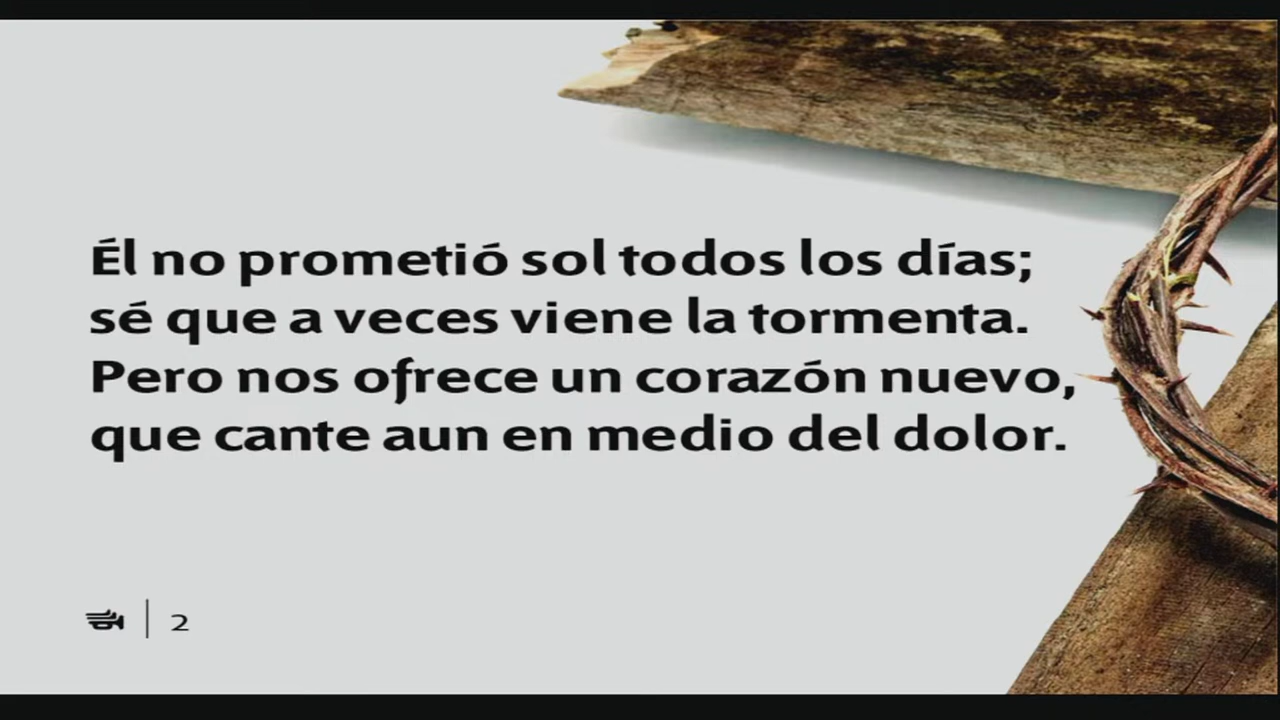 Él no prometió sol todos los días;
sé que a veces viene la tormenta.
Pero nos ofrece un corazón nuevo,
que cante aun en medio del dolor.
2